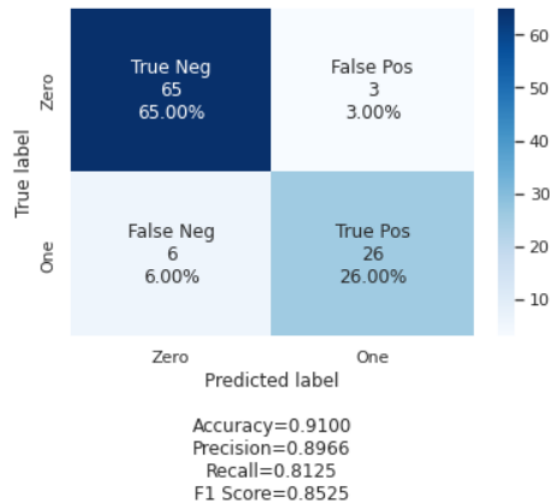 True Neg
65
65.00%
False Pos
3
3.00%
False Neg
6
6.00%
True Pos
26
26.00%
Zero
One
True label
Zero
One
Predicted label
60
50
40
30
20
10
Accuracy=0.9100
Precision=0.8966
Recall=0.8125
F1 Score=0.8525